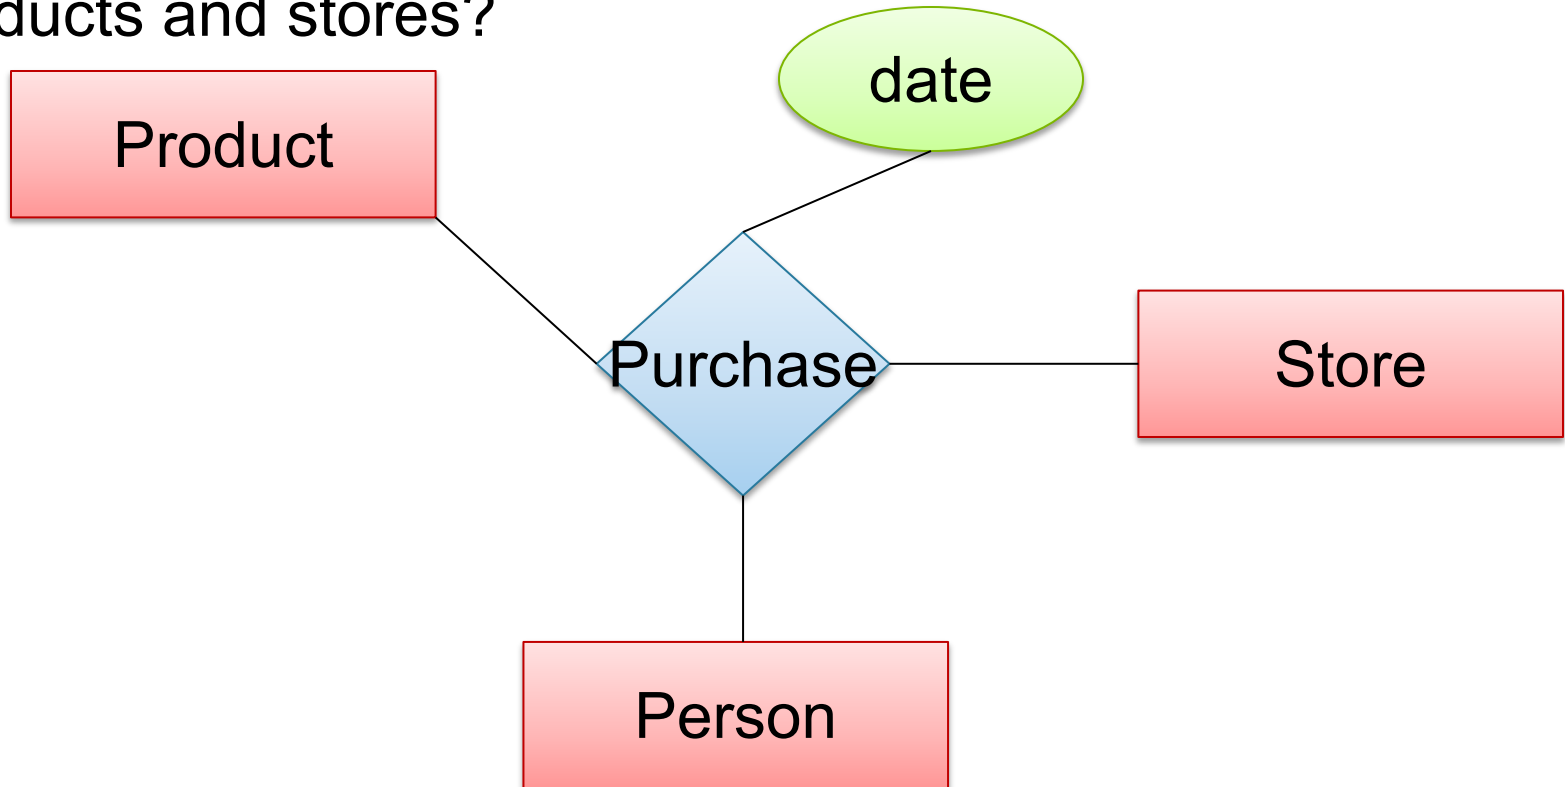 ducts and stores?
date
Product
Purchase
Store
Person